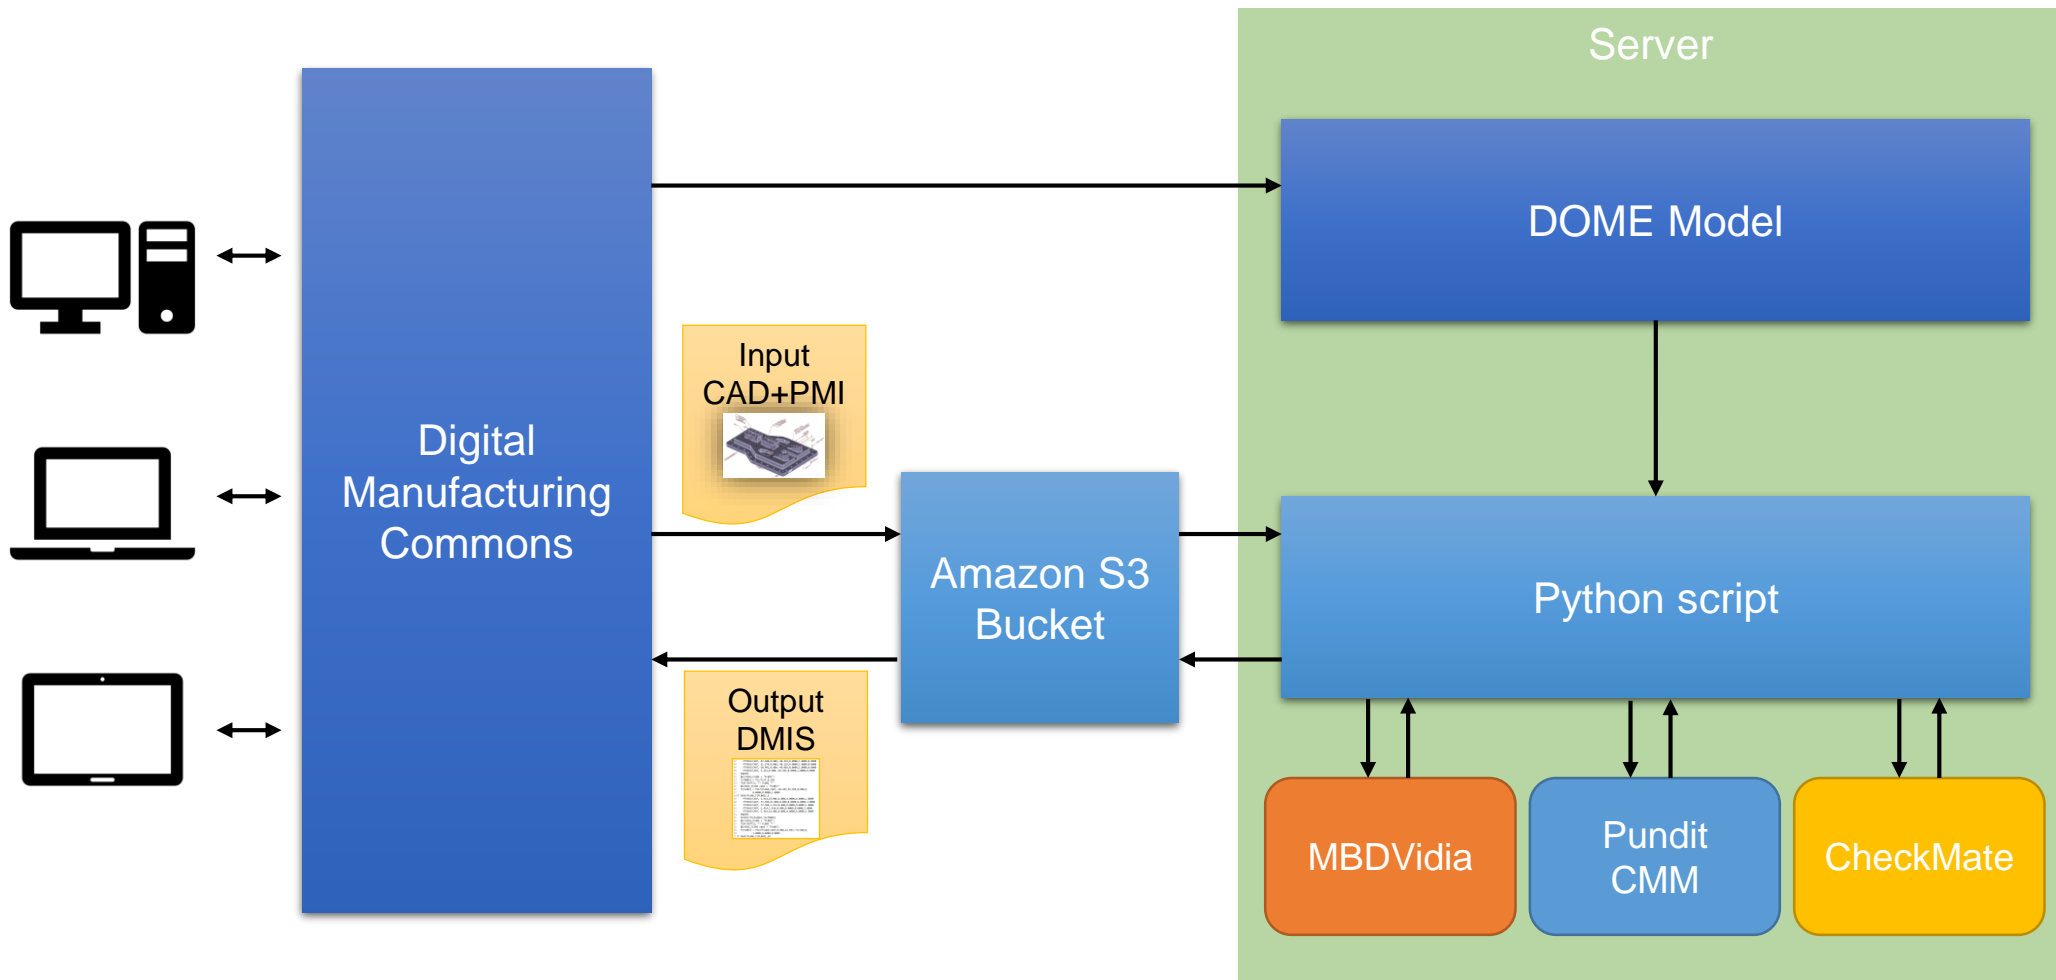 Server
DOME Model
Input
CAD+PMI
Digital
Manufacturing
Commons
Amazon S3
Bucket
Python script
Output
DMIS
MBDVidia
Pundit
CMM
CheckMate